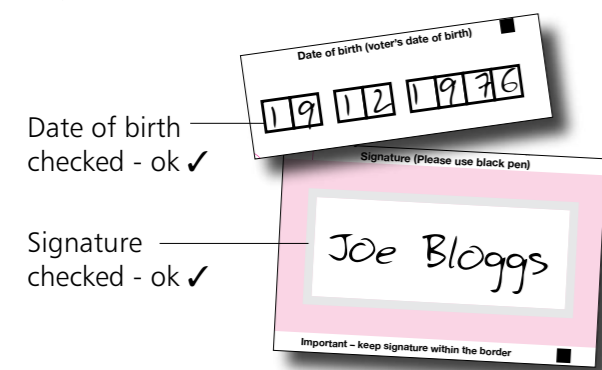 Date of birth (voter's date of birth)
19 12 1976
Date of birth
checked - ok ✓
Signature (Please use black pen)
Joe Bloggs
Signature
checked - ok ✓
Important – keep signature within the border